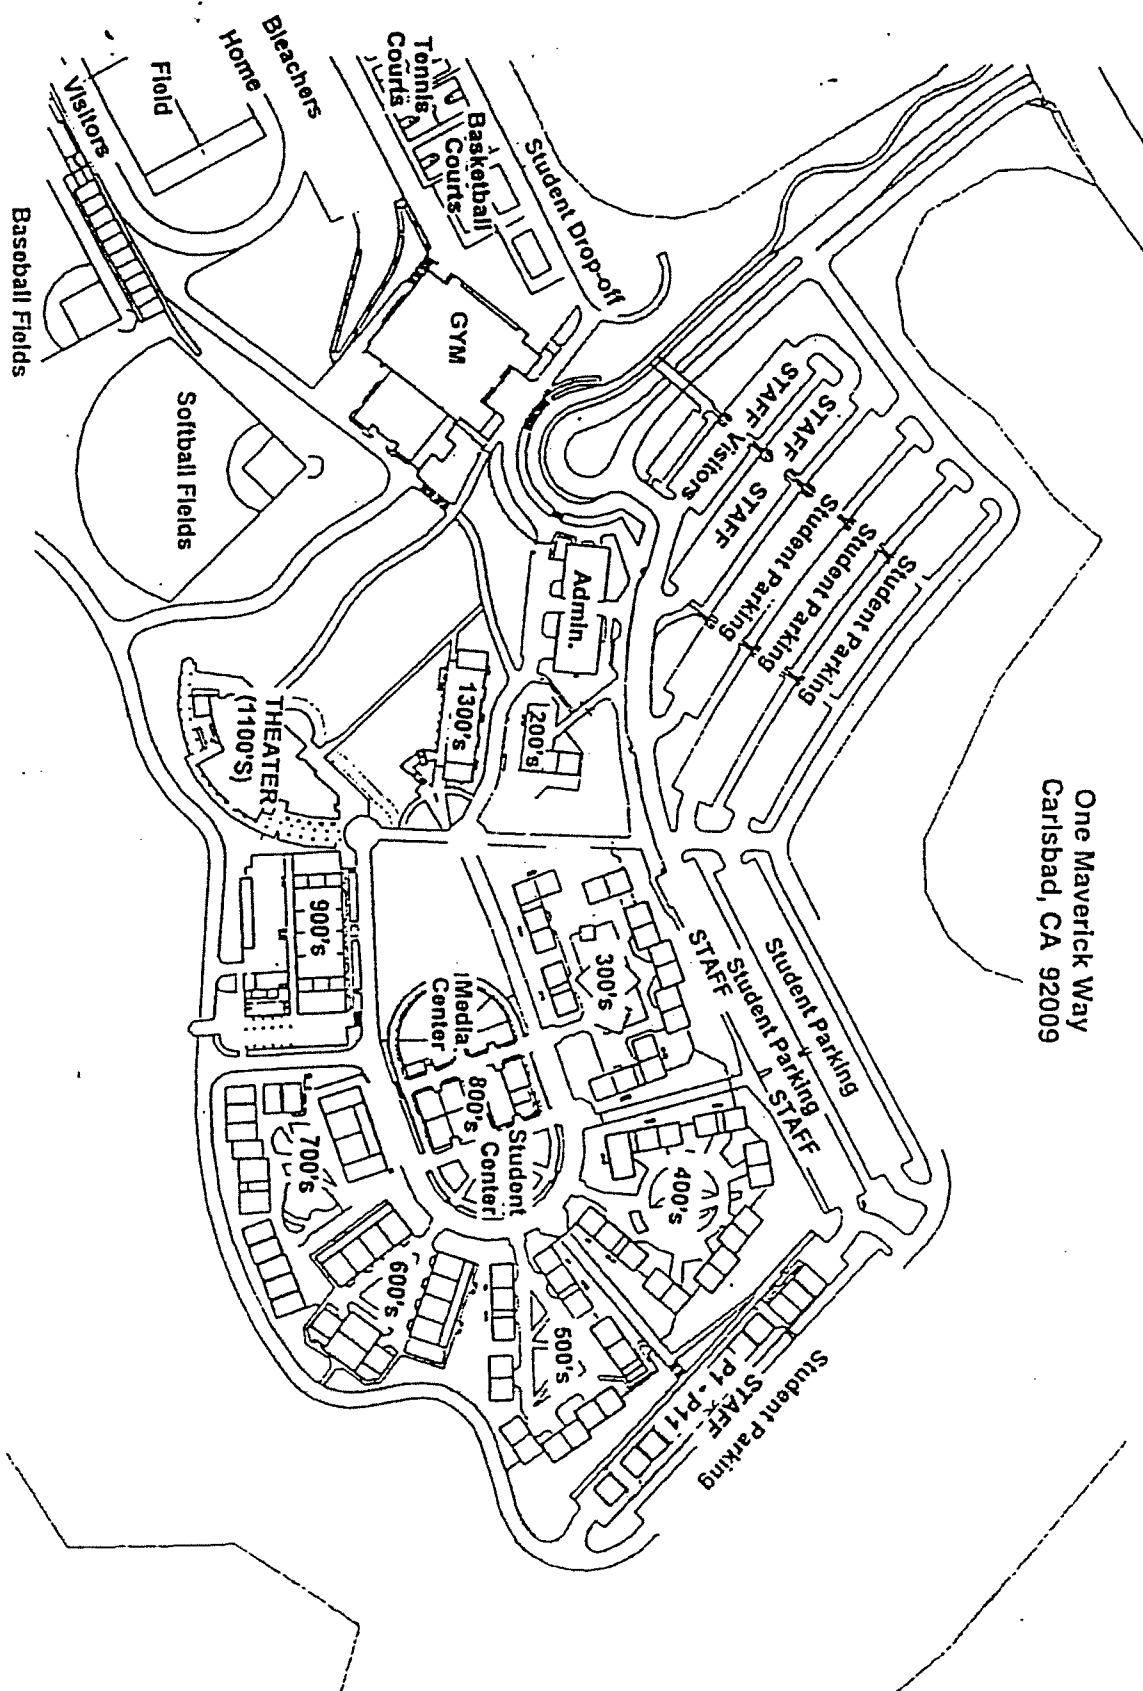 One Maverick Way
Carlsbad, CA 92009
Student Parking
Student Parking
Student Parking
STAFF
STAFF
Visitors
STAFF
Student Drop-off
Basketball
Courts
Tennis
Courts
Bleachers
Home
Field
Visitors
GYM
Baseball Fields
Softball Fields
Admin.
200's
1300's
THEATER
(1100'S)
900's
Media
Center
800's
Student
Center
300's
400's
500's
600's
700's
Student Parking
Student Parking
STAFF
STAFF
Student Parking
STAFF
P1 - P11